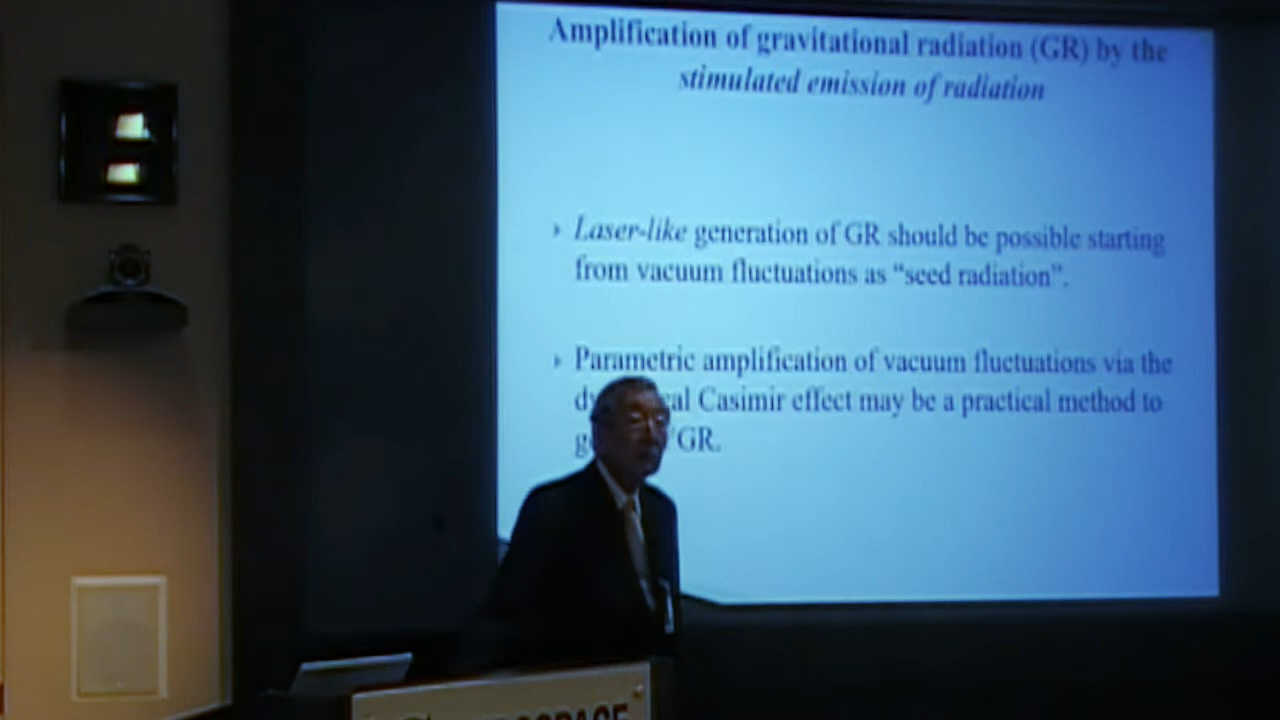 Amplification of gravitational radiation (GR) by the
stimulated emission of radiation
Laser-like generation of GR should be possible starting
from vacuum fluctuations as “seed radiation”.
Parametric amplification of vacuum fluctuations via the
Casimir effect may be a practical method to
GR.